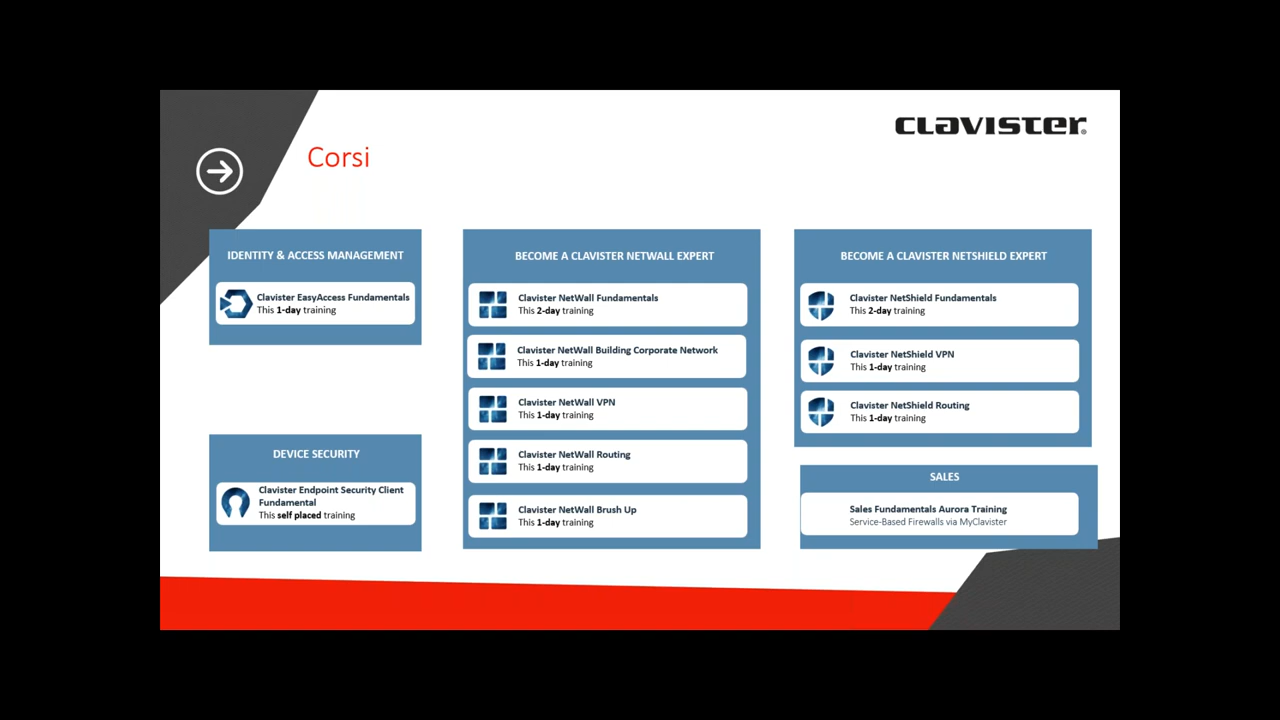 CLAVISTER®
Corsi
IDENTITY & ACCESS MANAGEMENT
Clavister EasyAccess Fundamentals
This 1-day training
DEVICE SECURITY
Clavister Endpoint Security Client
Fundamental
This self placed training
BECOME A CLAVISTER NETWALL EXPERT
Clavister NetWall Fundamentals
This 2-day training
Clavister NetWall Building Corporate Network
This 1-day training
Clavister NetWall VPN
This 1-day training
Clavister NetWall Routing
This 1-day training
Clavister NetWall Brush Up
This 1-day training
BECOME A CLAVISTER NETSHIELD EXPERT
Clavister NetShield Fundamentals
This 2-day training
Clavister NetShield VPN
This 1-day training
Clavister NetShield Routing
This 1-day training
SALES
Sales Fundamentals Aurora Training
Service-Based Firewalls via MyClavister